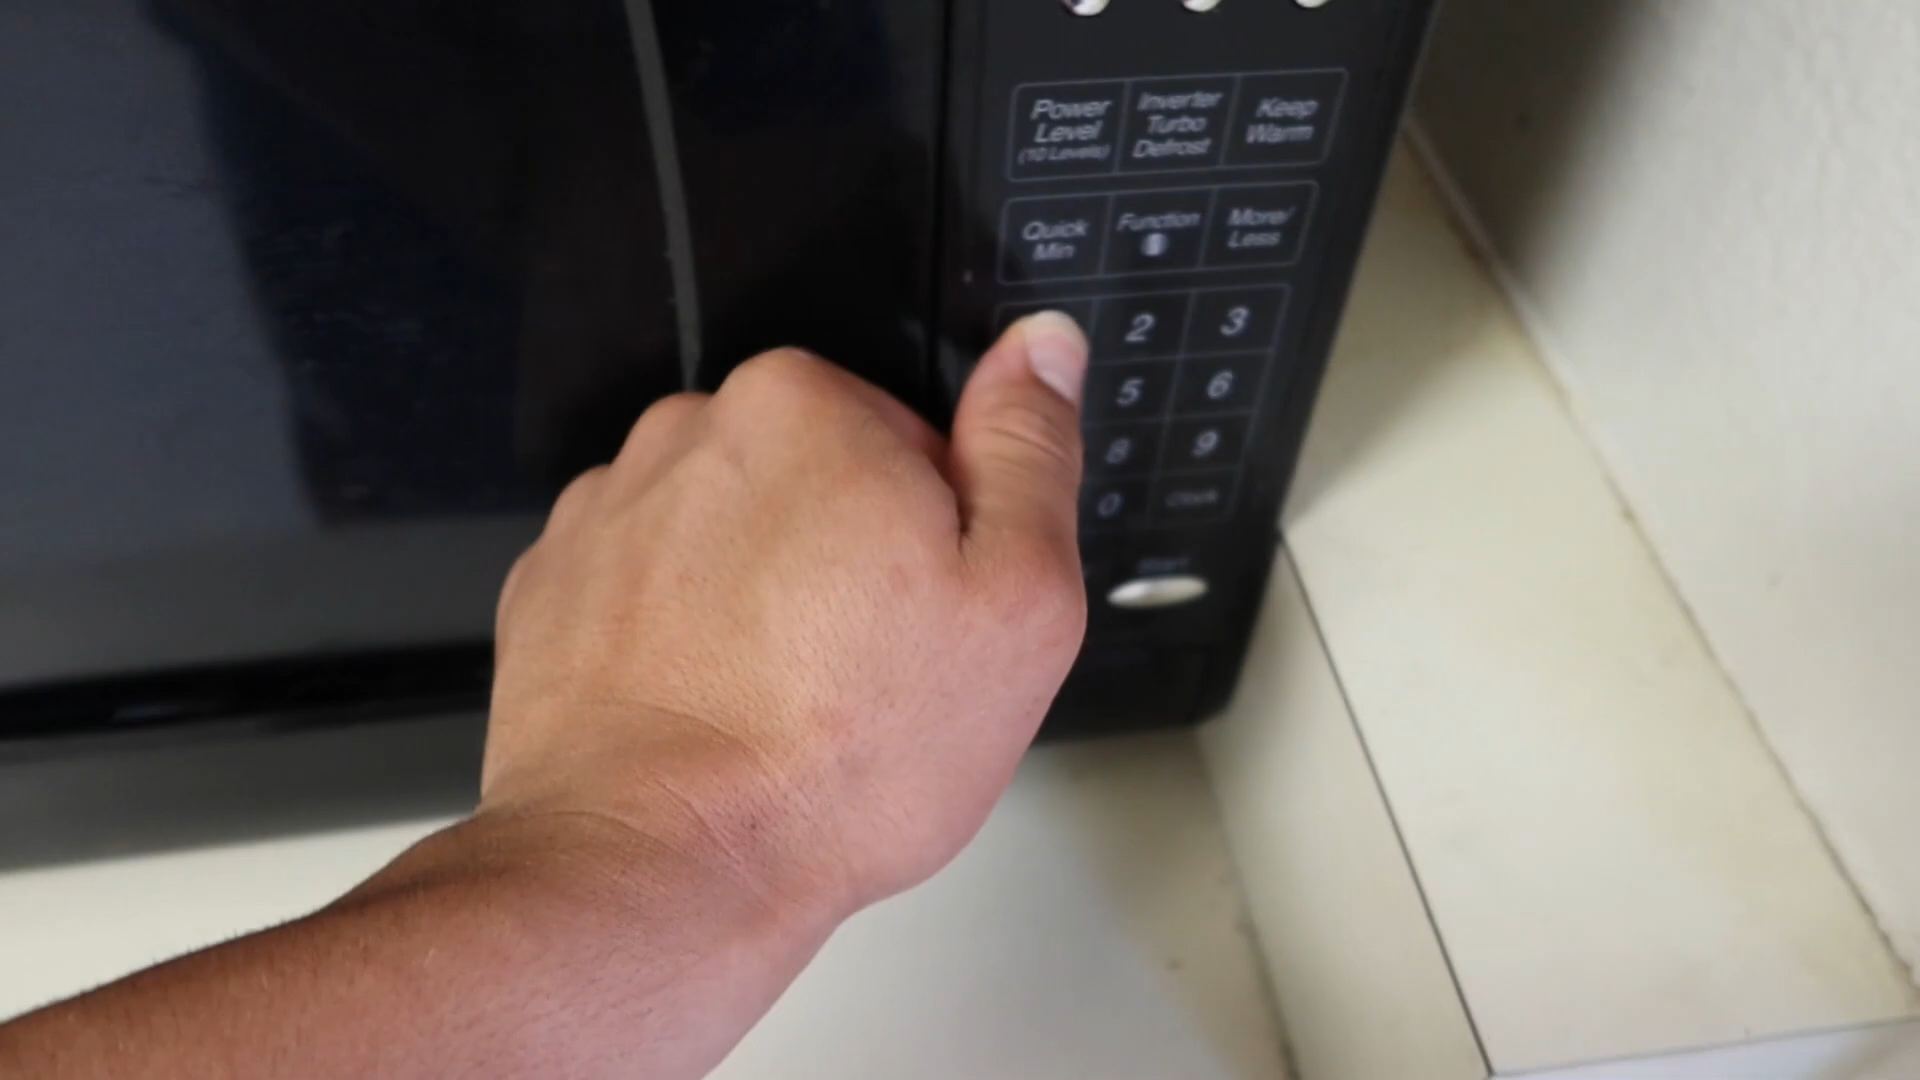 Power Level (10 Levels)
Inverter Turbo Defrost
Keep Warm
Quick Min
Function
More/ Less
2 3
5 6
8 9
0 Clock
Start